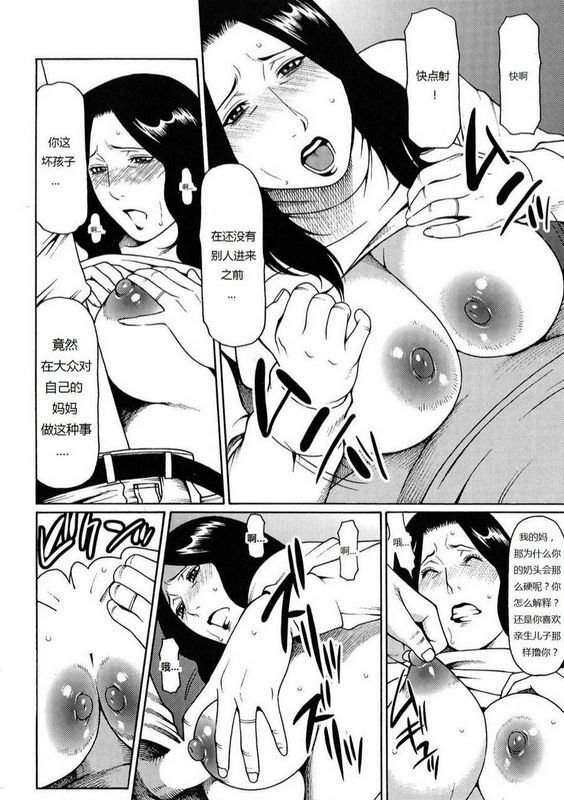 快啊
快点射
！
在还没有
别人进来
之前
…
啊…
啊…
你这
坏孩子
…
竟然
在大众对
自己的
妈妈
做这种事
….
我的妈，
那为什么你
的奶头会那
么硬呢？你
怎么解释？
还是你喜欢
亲生儿子那
样撸你？
哦…
啊…
啊…
哦…